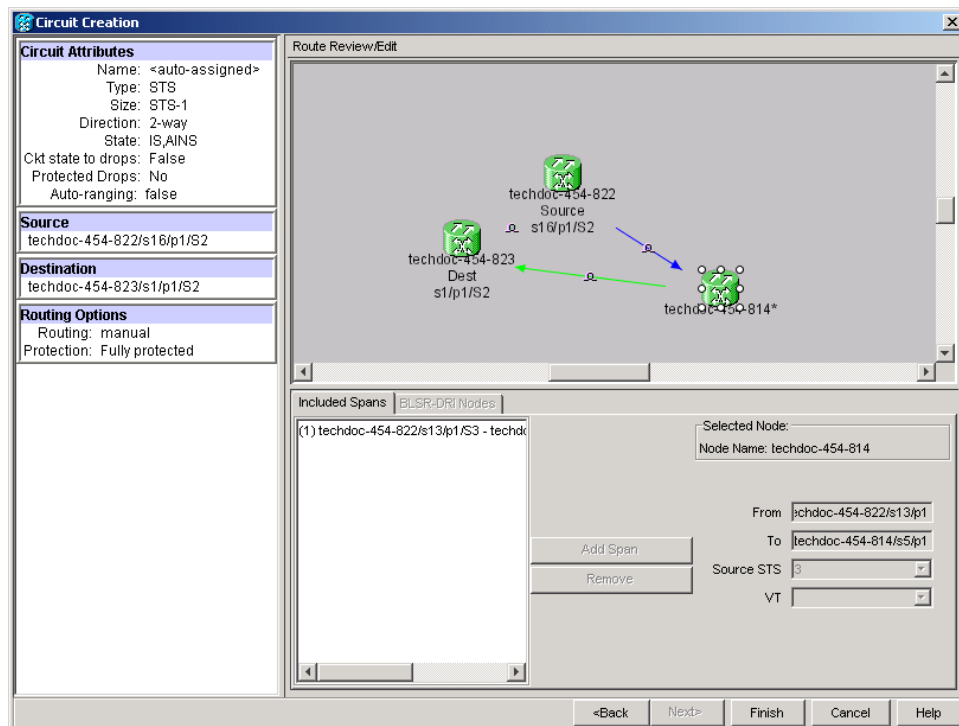 Circuit Creation
Circuit Attributes
Name: <auto-assigned>
Type: STS
Size: STS-1
Direction: 2-way
State: IS,AINS
Ckt state to drops: False
Protected Drops: No
Auto-ranging: false
Source
techdoc-454-822/s16/p1/S2
Destination
techdoc-454-823/s1/p1/S2
Routing Options
Routing: manual
Protection: Fully protected
Route Review/Edit
techdoc-454-822
Source
s16/p1/S2
techdoc-454-823
Dest
s1/p1/S2
techdoc-454-814*
Included Spans
BLSR-DRI Nodes
(1) techdoc-454-822/s13/p1/S3 - techdo
Add Span
Remove
Selected Node:
Node Name: techdoc-454-814
From echdoc-454-822/s13/p1
To techdoc-454-814/s5/p1
Source STS 3
VT
<Back
Next>
Finish
Cancel
Help